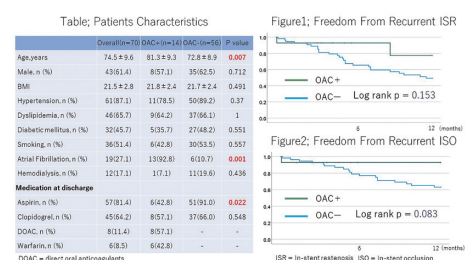 Table; Patients Characteristics
Overall(n=70) OAC+(n=14) OAC-(n=56) P value
Age,years 74.5±9.6 81.3±9.3 72.8±8.9 0.007
Male, n (%) 43(61.4) 8(57.1) 35(62.5) 0.712
BMI 21.5±2.8 21.8±2.4 21.7±2.4 0.491
Hypertension, n (%) 61(87.1) 11(78.5) 50(89.2) 0.37
Dyslipidemia, n (%) 46(65.7) 9(64.2) 37(66.1) 1
Diabetic mellitus, n (%) 32(45.7) 5(35.7) 27(48.2) 0.551
Smoking, n (%) 36(51.4) 6(42.8) 30(53.5) 0.557
Atrial Fibrillation, n (%) 19(27.1) 13(92.8) 6(10.7) 0.001
Hemodialysis, n (%) 12(17.1) 1(7.1) 11(19.6) 0.436
Medication at discharge
Aspirin, n (%) 57(81.4) 6(42.8) 51(91.0) 0.022
Clopidogrel, n (%) 45(64.2) 8(57.1) 37(66.0) 0.548
DOAC, n (%) 8(11.4) 8(57.1) - -
Warfarin, n (%) 6(8.5) 6(42.8) - -
DOAC = direct oral anticoagulants
Figure1; Freedom From Recurrent ISR
1.0
0.8
0.6
0.4
0.2
0.0
OAC+
OAC− Log rank p = 0.153
6 12 (months)
Figure2; Freedom From Recurrent ISO
1.0
0.8
0.6
0.4
0.2
0.0
OAC+
OAC− Log rank p = 0.083
6 12 (months)
ISR = In-stent restenosis ISO = In-stent occlusion